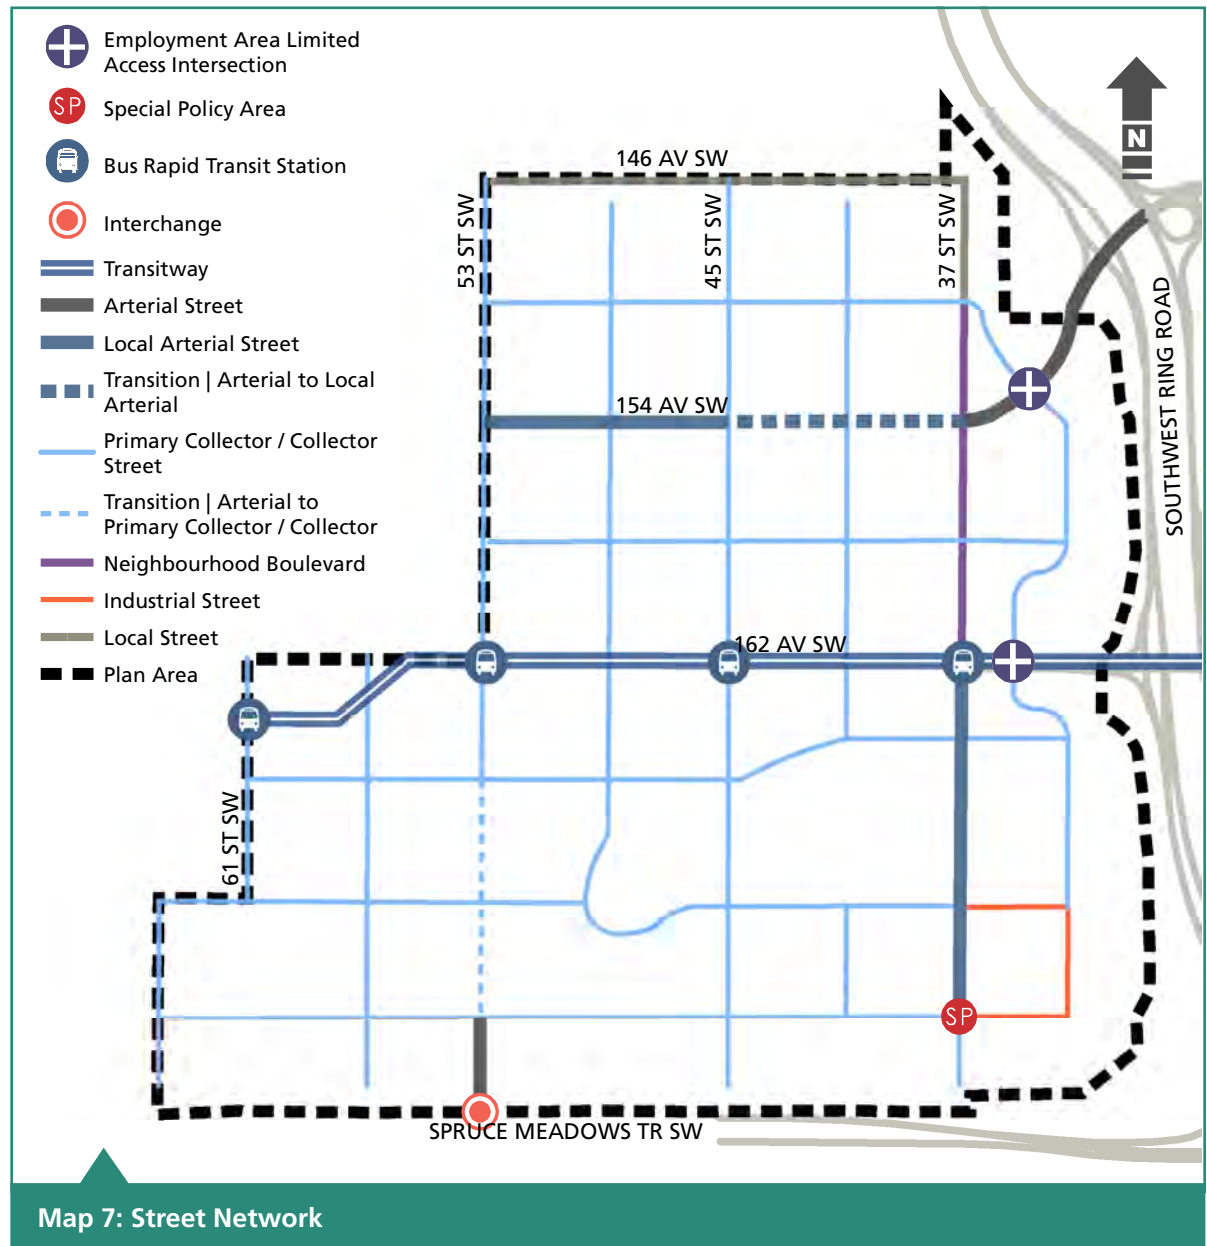 Employment Area Limited
Access Intersection
SP
Special Policy Area
Bus Rapid Transit Station
Interchange
Transitway
Arterial Street
Local Arterial Street
Transition | Arterial to Local
Arterial
Primary Collector / Collector
Street
Transition | Arterial to
Primary Collector / Collector
Neighbourhood Boulevard
Industrial Street
Local Street
Plan Area
N
146 AV SW
53 ST SW
45 ST SW
37 ST SW
SOUTHWEST RING ROAD
154 AV SW
162 AV SW
61 ST SW
SP
SPRUCE MEADOWS TR SW
Map 7: Street Network